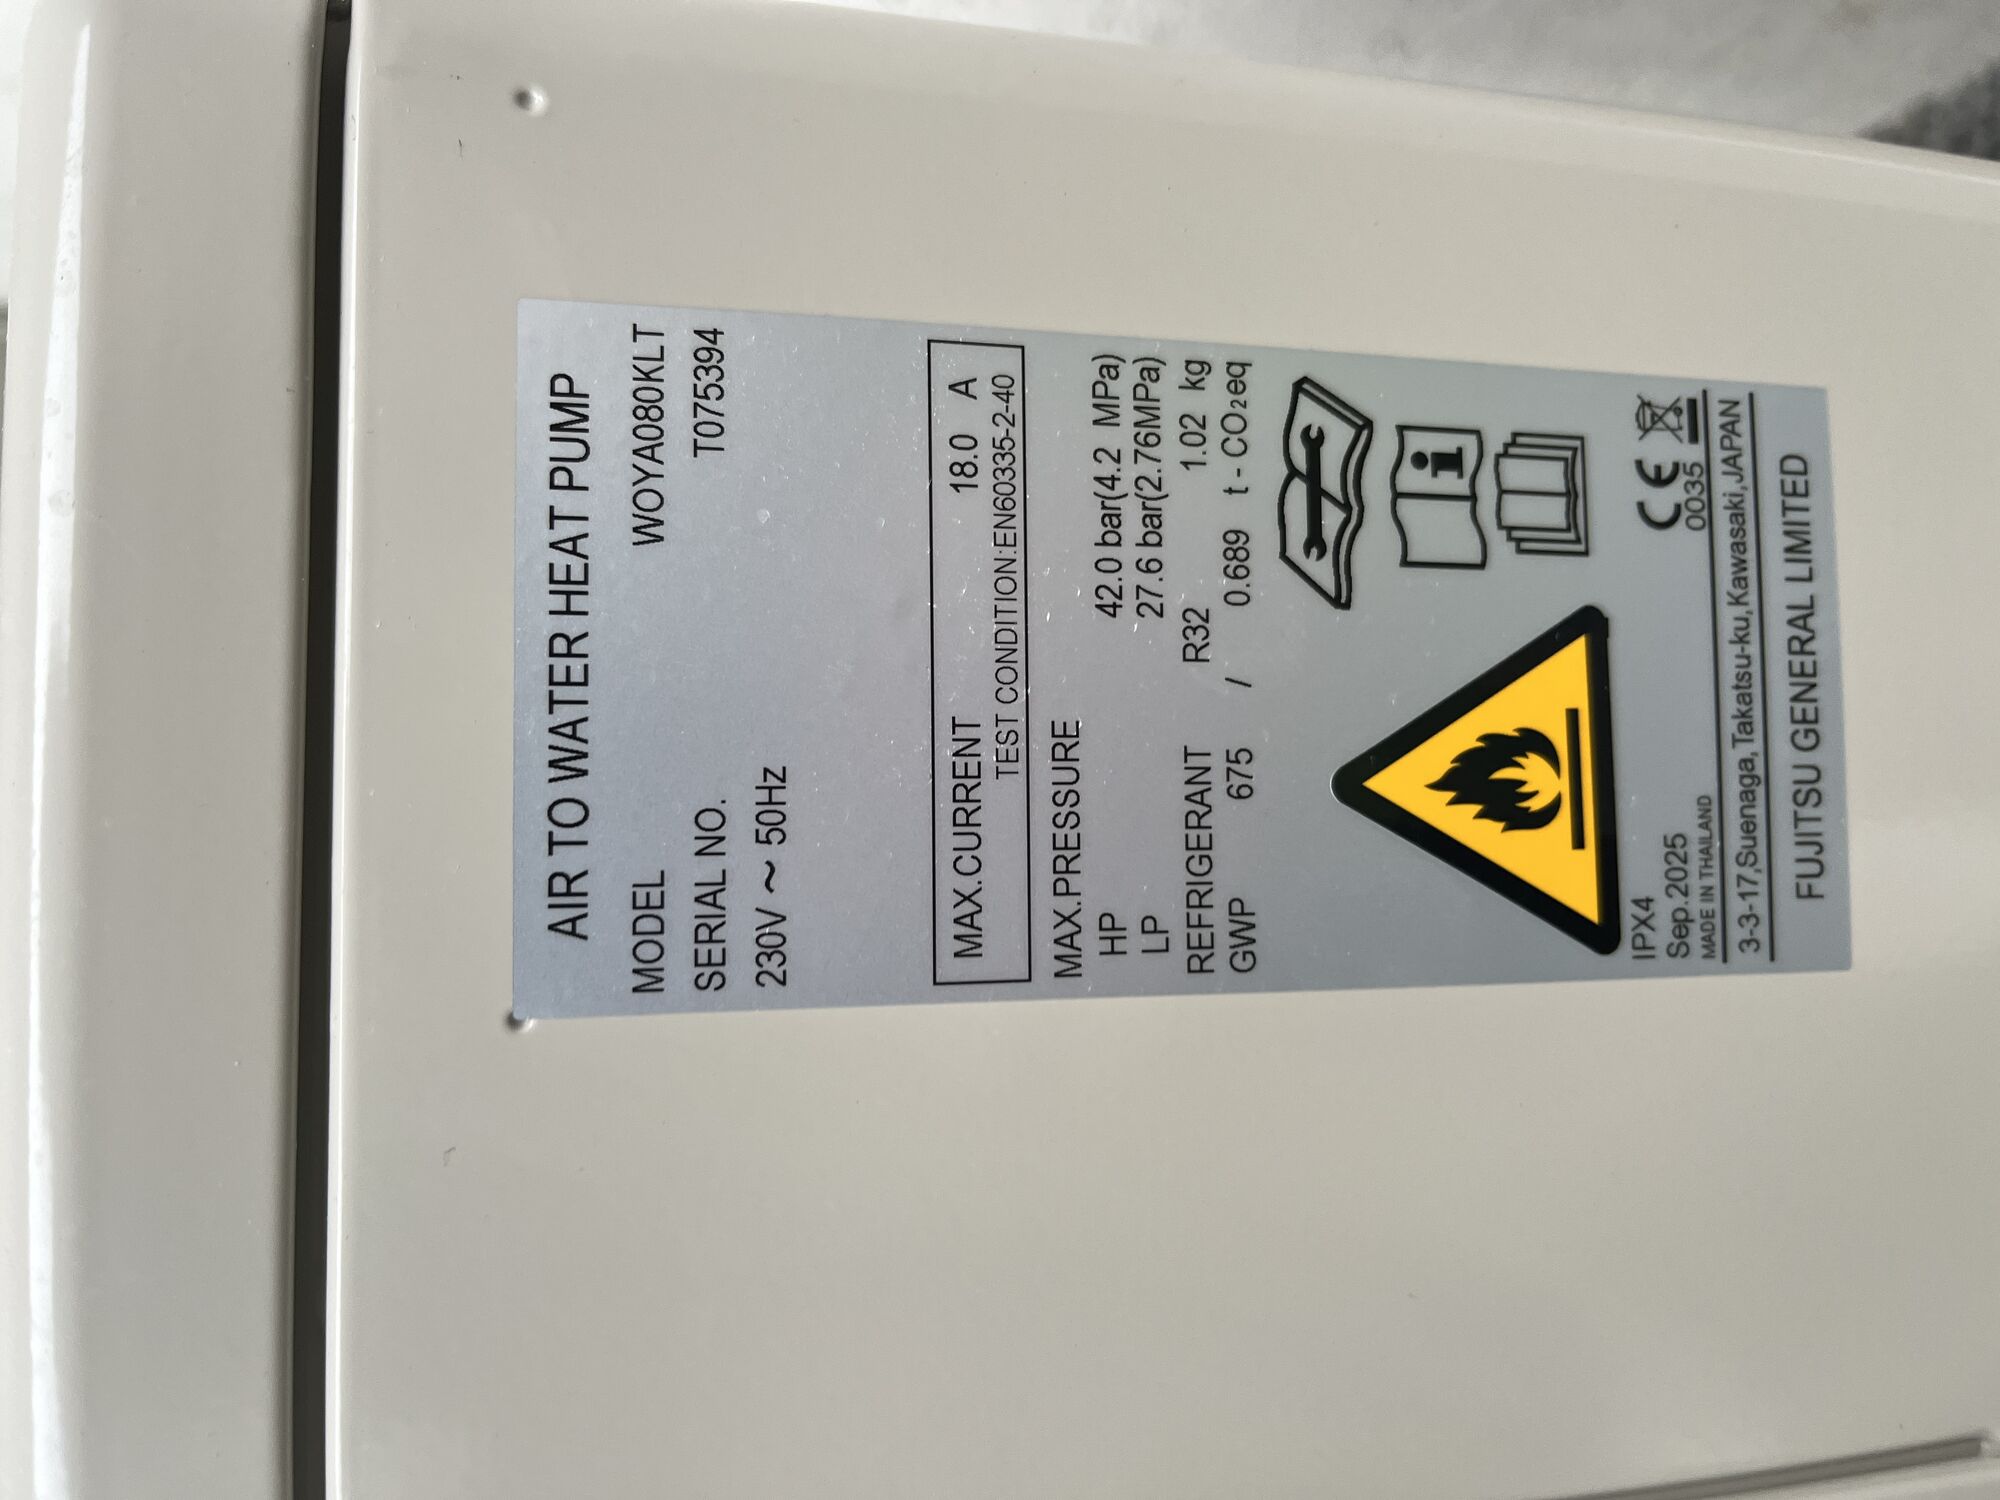 AIR TO WATER HEAT PUMP
MODEL WOYA080KLT
SERIAL NO. T075394
230V ~ 50Hz
MAX.CURRENT 18.0 A
TEST CONDITION:EN60335-2-40
MAX.PRESSURE
HP 42.0 bar(4.2 MPa)
LP 27.6 bar(2.76MPa)
REFRIGERANT R32 1.02 kg
GWP 675 / 0.689 t-CO₂eq
IPX4
Sep.2025
CE
0035
MADE IN THAILAND
3-3-17,Suenaga,Takatsu-ku,Kawasaki,JAPAN
FUJITSU GENERAL LIMITED